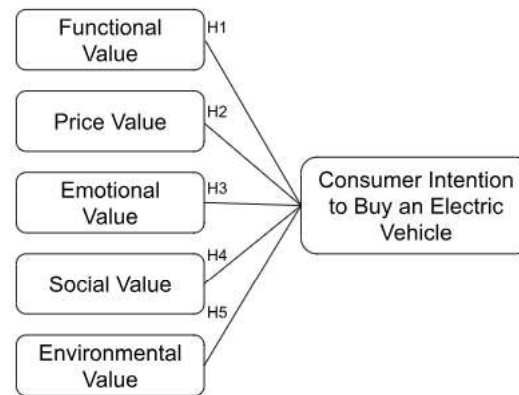 Functional
Value
H1
Price Value
H2
Emotional
Value
H3
Social Value
H4
Environmental
Value
H5
Consumer Intention
to Buy an Electric
Vehicle